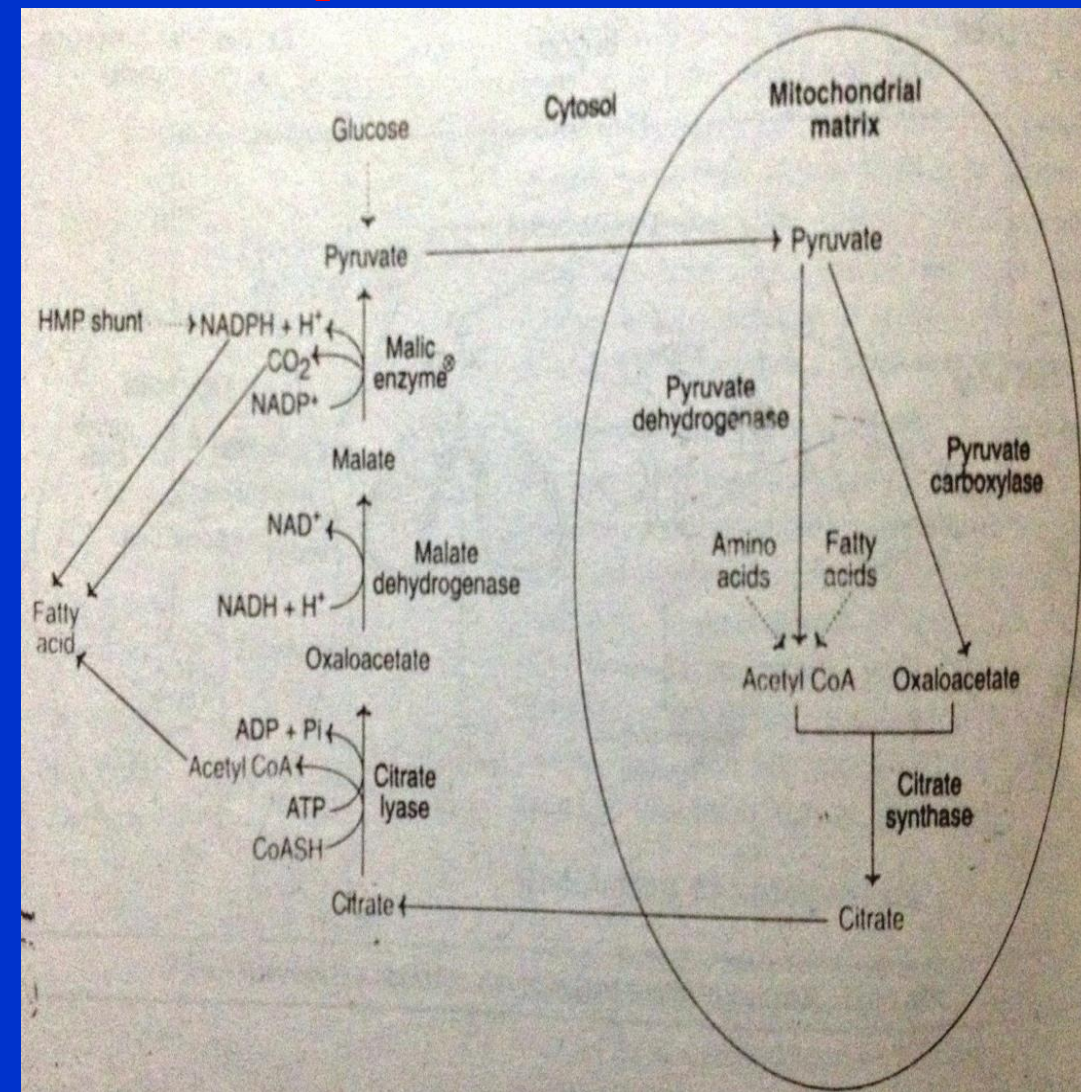 Glucose
Cytosol
Mitochondrial
matrix
Pyruvate
Pyruvate
HMP shunt
NADPH + H⁺
CO₂
NADP⁺
Malic
enzyme⊗
Malate
NAD⁺
NADH + H⁺
Malate
dehydrogenase
Fatty
acid
Oxaloacetate
ADP + Pi
Acetyl CoA
ATP
CoASH
Citrate
lyase
Citrate
Pyruvate
dehydrogenase
Pyruvate
carboxylase
Amino
acids
Fatty
acids
Acetyl CoA
Oxaloacetate
Citrate
synthase
Citrate